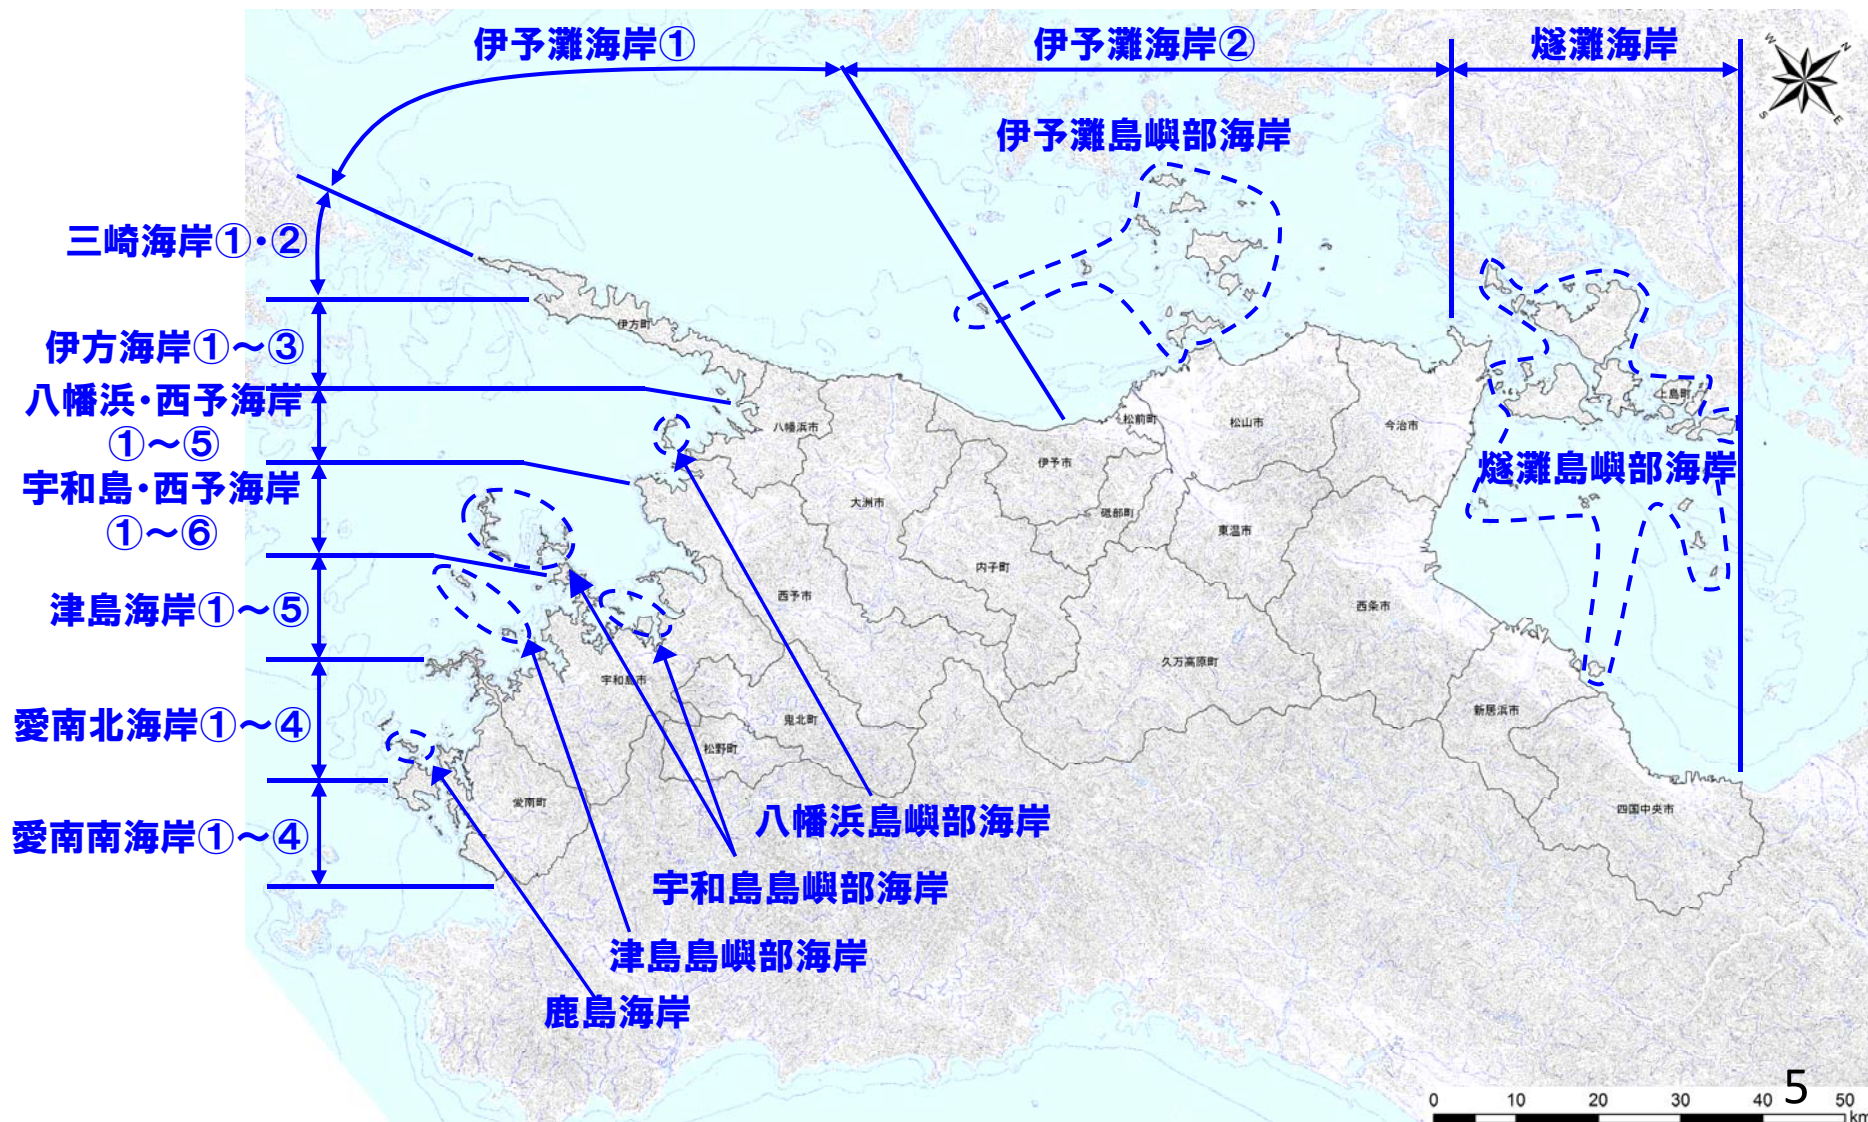 伊予灘海岸①
伊予灘海岸②
燧灘海岸
N
W
S
E
伊予灘島嶼部海岸
三崎海岸①・②
伊方海岸①～③
八幡浜・西予海岸
①～⑤
宇和島・西予海岸
①～⑥
津島海岸①～⑤
愛南北海岸①～④
愛南南海岸①～④
伊方町
八幡浜市
大洲市
伊予市
松前町
松山市
今治市
上島町
砥部町
東温市
内子町
西予市
西条市
久万高原町
宇和島市
鬼北町
松野町
愛南町
新居浜市
四国中央市
燧灘島嶼部海岸
八幡浜島嶼部海岸
宇和島島嶼部海岸
津島島嶼部海岸
鹿島海岸
5
0 10 20 30 40 50
km